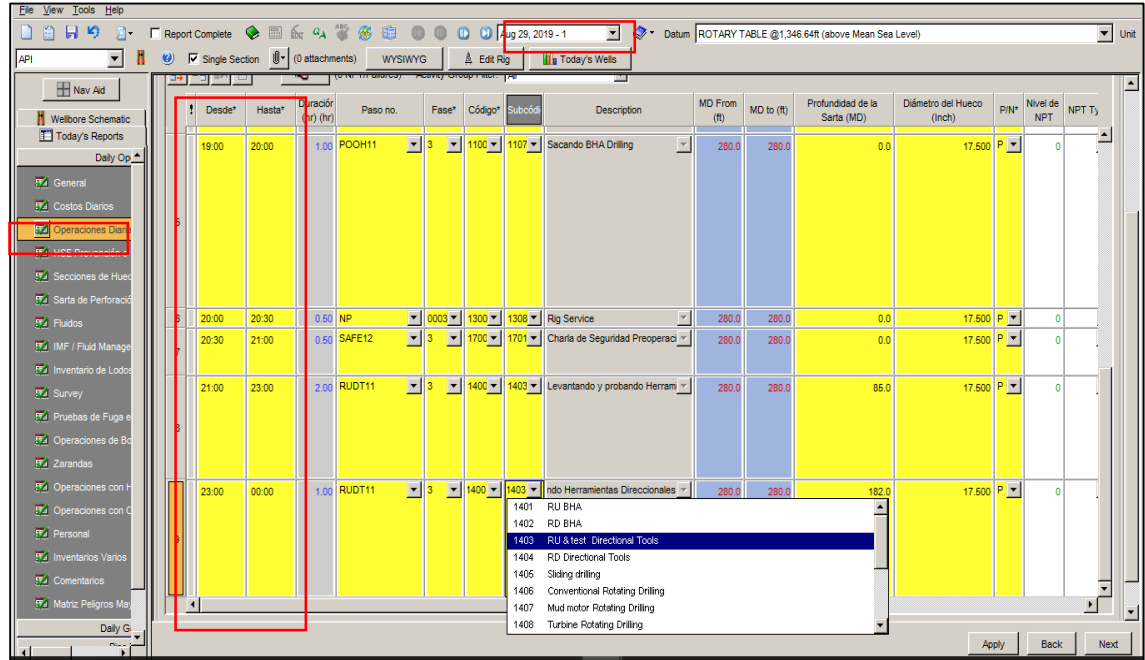 File View Tools Help
Report Complete ABC Aug 29, 2019 - 1 Datum ROTARY TABLE @1,346.64ft (above Mean Sea Level) Unit
API Single Section (0 attachments) WYSIWYG Edit Rig Today's Wells
Nav Aid
Wellbore Schematic
Today's Reports
Daily Op
General
Costos Diarios
Operaciones Diaria
HSE Prevención
Secciones de Huec
Sarta de Perforació
Fluidos
IMF / Fluid Manage
Inventario de Lodos
Survey
Pruebas de Fuga e
Operaciones de Bo
Zarandas
Operaciones con H
Operaciones con C
Personal
Inventarios Varios
Comentarios
Matriz Peligros May
Daily G
Activity Group Filter: All
! Desde* Hasta* Duración (hr) (hr) Paso no. Fase* Código* Subcódi Description MD From (ft) MD to (ft) Profundidad de la Sarta (MD) Diámetro del Hueco (Inch) P/N* Nivel de NPT NPT Ty
5 19:00 20:00 1.00 POOH11 3 1100 1107 Sacando BHA Drilling 280.0 280.0 0.0 17.500 P 0
6 20:00 20:30 0.50 NP 0003 1300 1308 Rig Service 280.0 280.0 0.0 17.500 P 0
7 20:30 21:00 0.50 SAFE12 3 1700 1701 Charla de Seguridad Preoperaci 280.0 280.0 0.0 17.500 P 0
8 21:00 23:00 2.00 RUDT11 3 1400 1403 Levantando y probando Herram 280.0 280.0 85.0 17.500 P 0
9 23:00 00:00 1.00 RUDT11 3 1400 1403 ndo Herramientas Direccionales 280.0 280.0 182.0 17.500 P 0
1401 RU BHA
1402 RD BHA
1403 RU & test Directional Tools
1404 RD Directional Tools
1405 Sliding drilling
1406 Conventional Rotating Drilling
1407 Mud motor Rotating Drilling
1408 Turbine Rotating Drilling
Apply Back Next